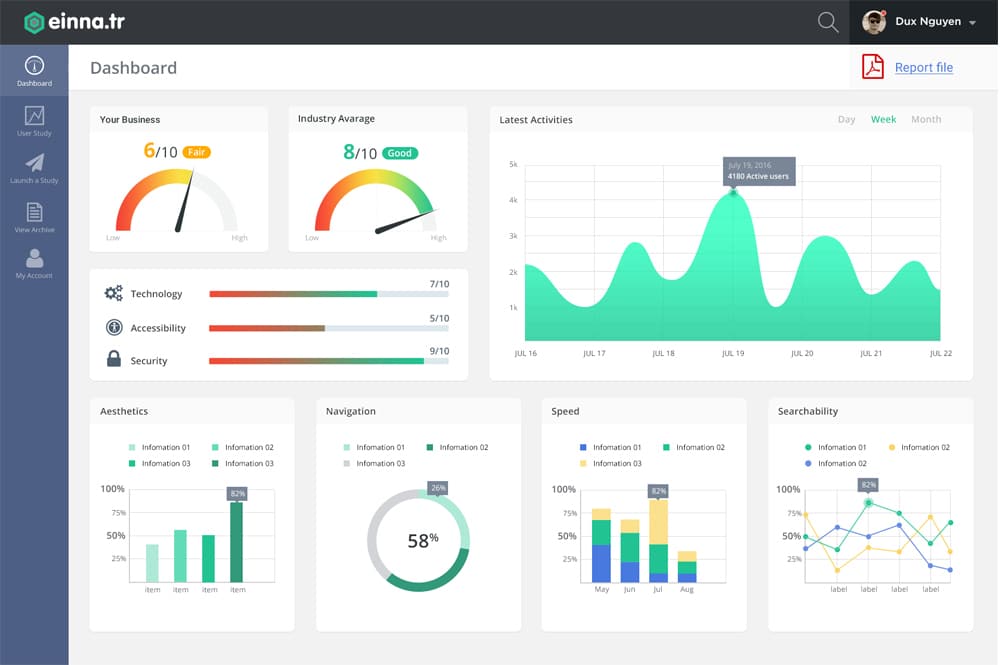 einna.tr
Dux Nguyen
Dashboard
User Study
Launch a Study
View Archive
My Account
Dashboard
Report file
Your Business
6/10 Fair
Low
High
Industry Avarage
8/10 Good
Low
High
Latest Activities
Day Week Month
July 19, 2016
4180 Active users
5k
4k
3k
2k
1k
JUL 16 JUL 17 JUL 18 JUL 19 JUL 20 JUL 21 JUL 22
Technology 7/10
Accessibility 5/10
Security 9/10
Aesthetics
Infomation 01 Infomation 02
Infomation 03 Infomation 03
100%
75%
50%
25%
82%
item item item item
Navigation
Infomation 01 Infomation 02
Infomation 03
26%
58%
Speed
Infomation 01 Infomation 02
Infomation 03
100%
75%
50%
25%
82%
May Jun Jul Aug
Searchability
Infomation 01 Infomation 02
Infomation 02
100%
75%
50%
25%
82%
label label label label